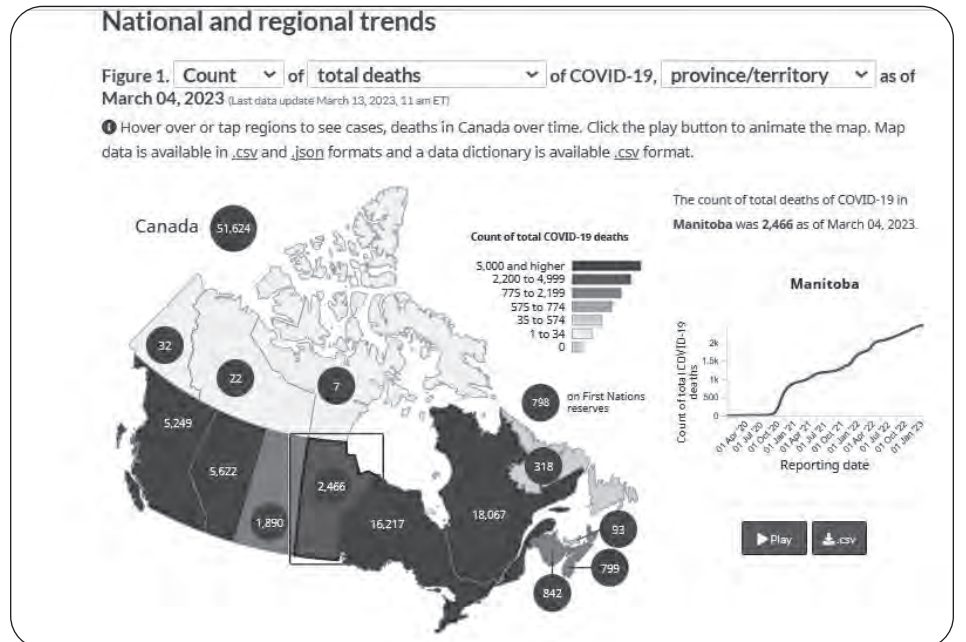 National and regional trends
Figure 1. Count of total deaths of COVID-19, province/territory as of
March 04, 2023 (Last data update March 13, 2023, 11 am ET)
Hover over or tap regions to see cases, deaths in Canada over time. Click the play button to animate the map. Map
data is available in .csv and .json formats and a data dictionary is available .csv format.
The count of total deaths of COVID-19 in
Manitoba was 2,466 as of March 04, 2023.
Canada 51,624
Count of total COVID-19 deaths
5,000 and higher
2,200 to 4,999
775 to 2,199
575 to 774
35 to 574
1 to 34
0
32
22
7
798 on First Nations
reserves
5,249
5,622
1,890
2,466
16,217
18,067
318
93
799
842
Manitoba
Count of total COVID-19
deaths
2k
1.5k
1k
500
0
01 Apr '20
01 Jul '20
01 Oct '20
01 Jan '21
01 Apr '21
01 Jul '21
01 Oct '21
01 Jan '22
01 Apr '22
01 Jul '22
01 Oct '22
01 Jan '23
Reporting date
Play
.csv